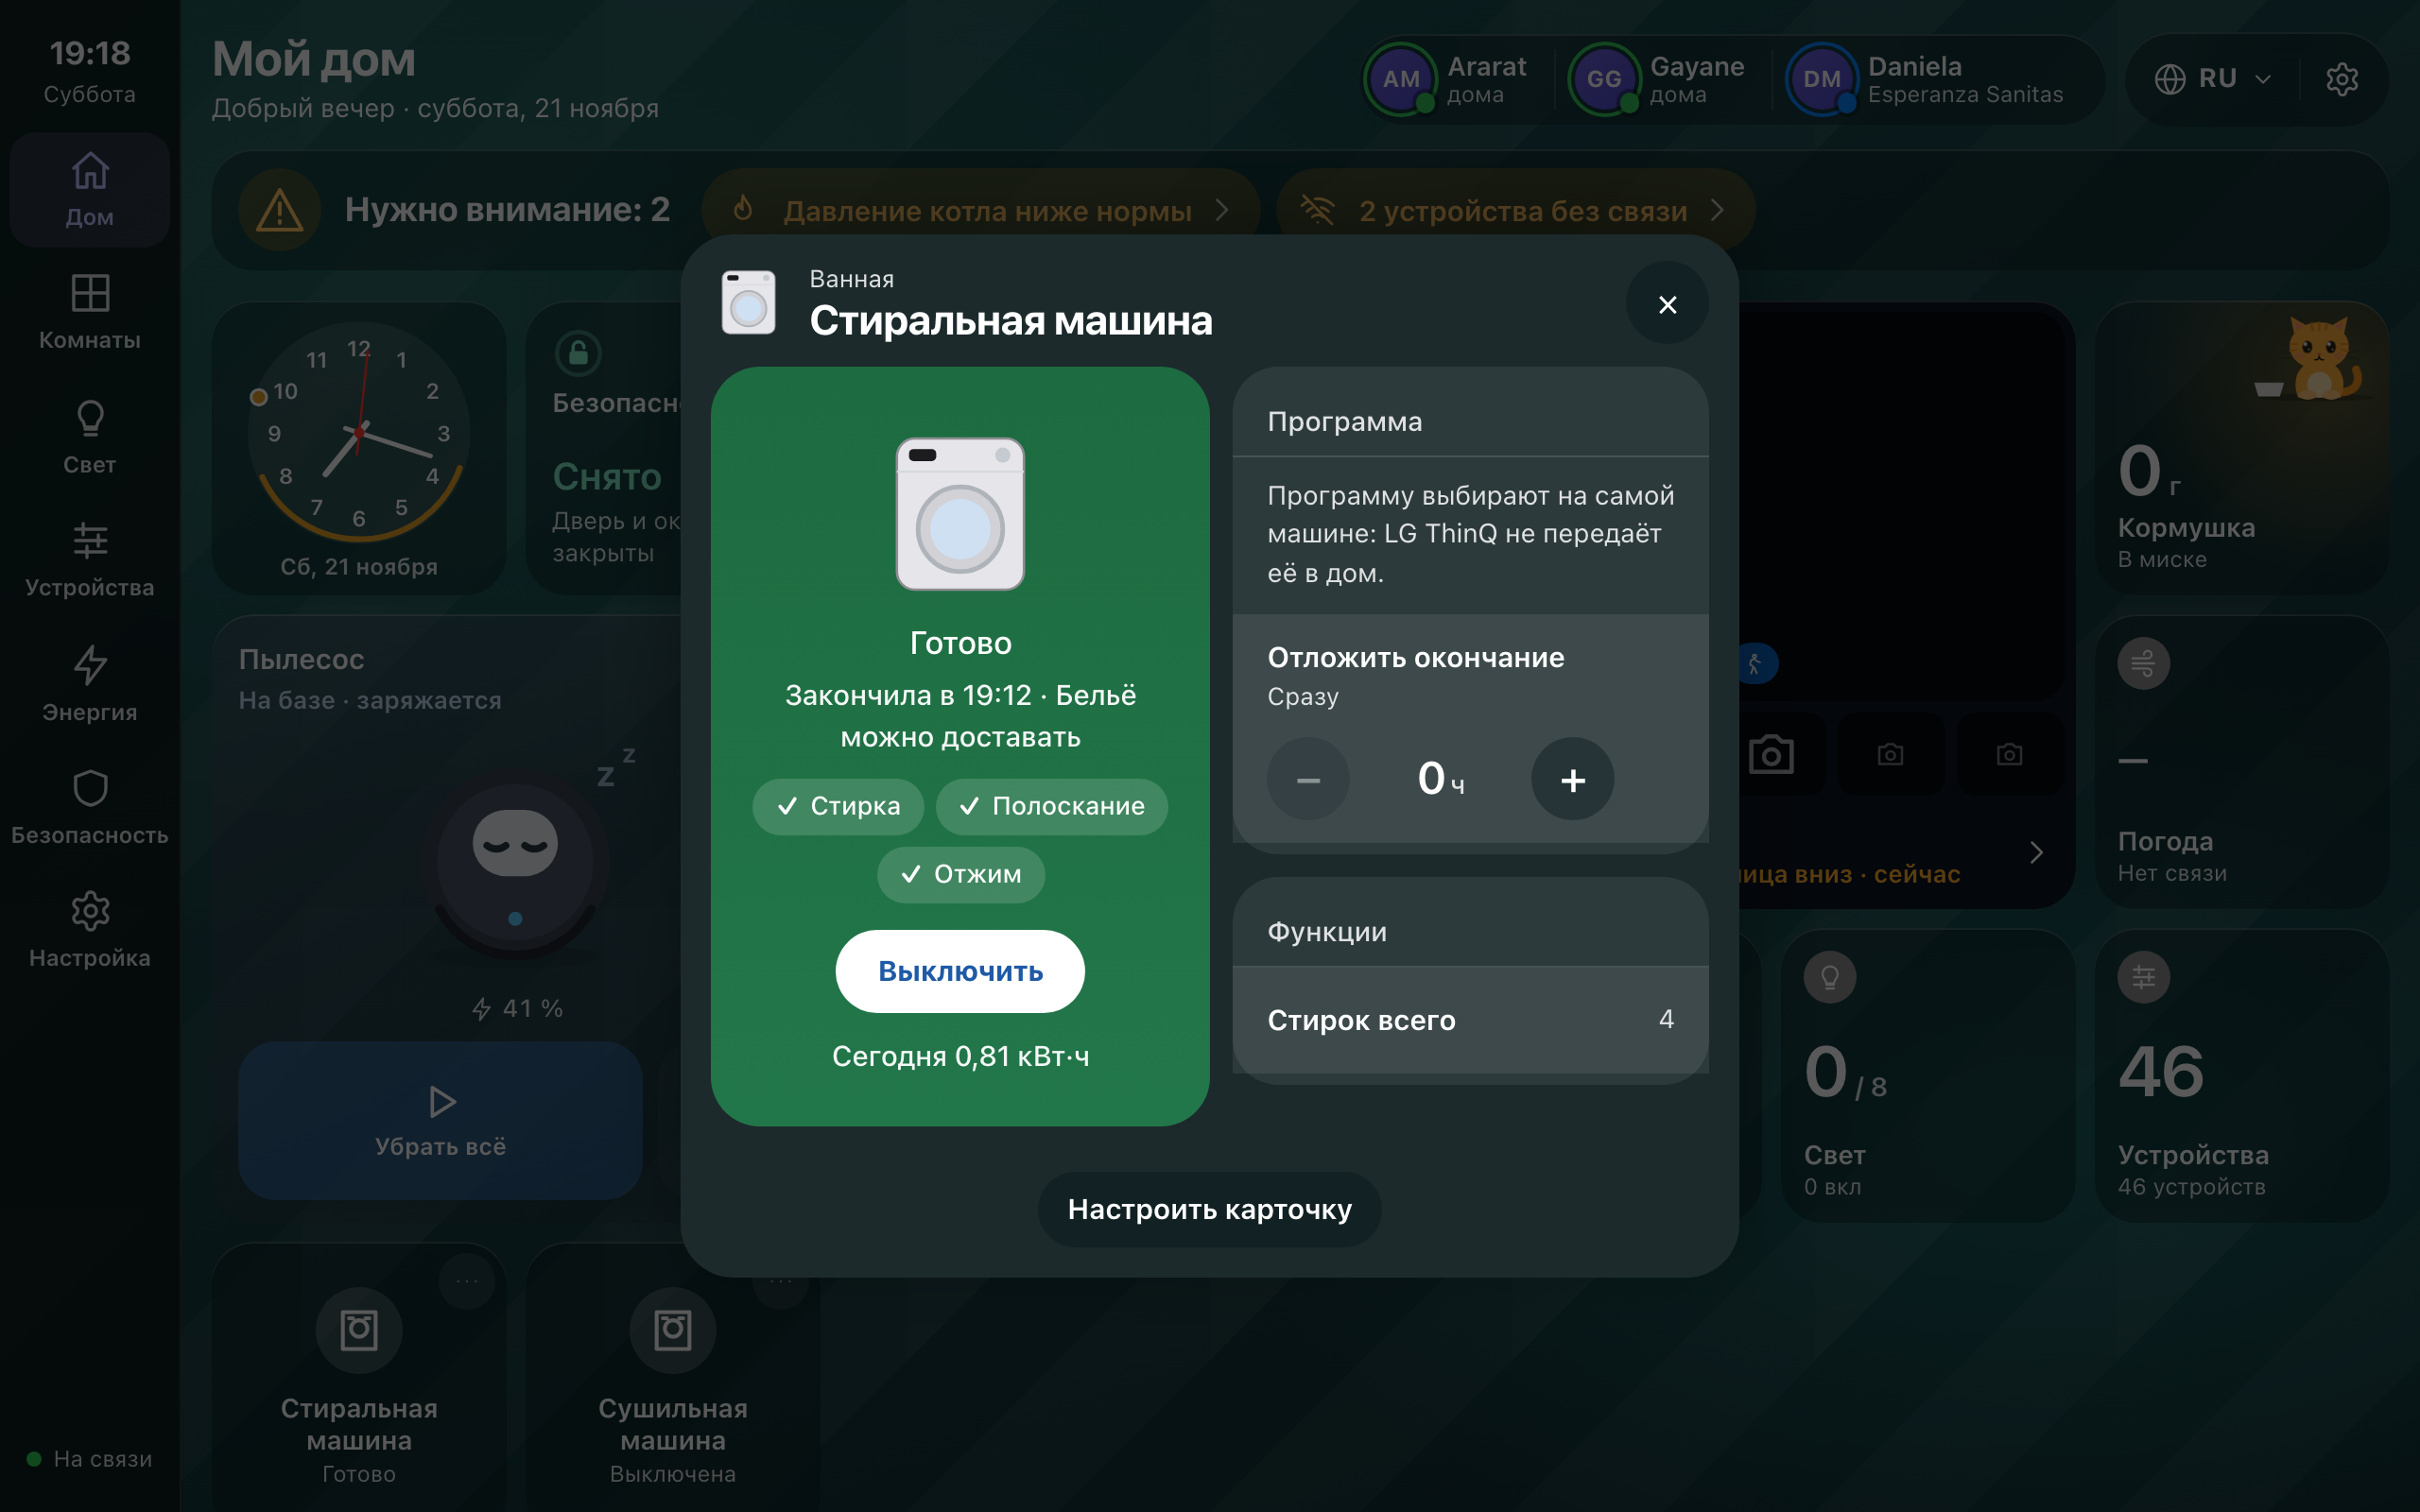 19:18
Суббота
Дом
Комнаты
Свет
Устройства
Энергия
Безопасность
Настройка
На связи
Мой дом
Добрый вечер · суббота, 21 ноября
AM
Ararat
дома
GG
Gayane
дома
DM
Daniela
Esperanza Sanitas
RU
Нужно внимание: 2
Давление котла ниже нормы
2 устройства без связи
12
1
2
3
4
5
6
7
8
9
10
11
Сб, 21 ноября
Снято
Дверь и
закрыты
Пылесос
На базе · заряжается
z z
41 %
Убрать всё
Ванная
Стиральная машина
Готово
Закончила в 19:12 · Бельё
можно доставать
Стирка
Полоскание
Отжим
Выключить
Сегодня 0,81 кВт·ч
Программа
Программу выбирают на самой
машине: LG ThinQ не передаёт
её в дом.
Отложить окончание
Сразу
− 0 ч +
Функции
Стирок всего 4
Настроить карточку
вниз · сейчас
0 г
Кормушка
В миске
—
Погода
Нет связи
0 / 8
Свет
0 вкл
46
Устройства
46 устройств
Стиральная
машина
Готово
Сушильная
машина
Выключена